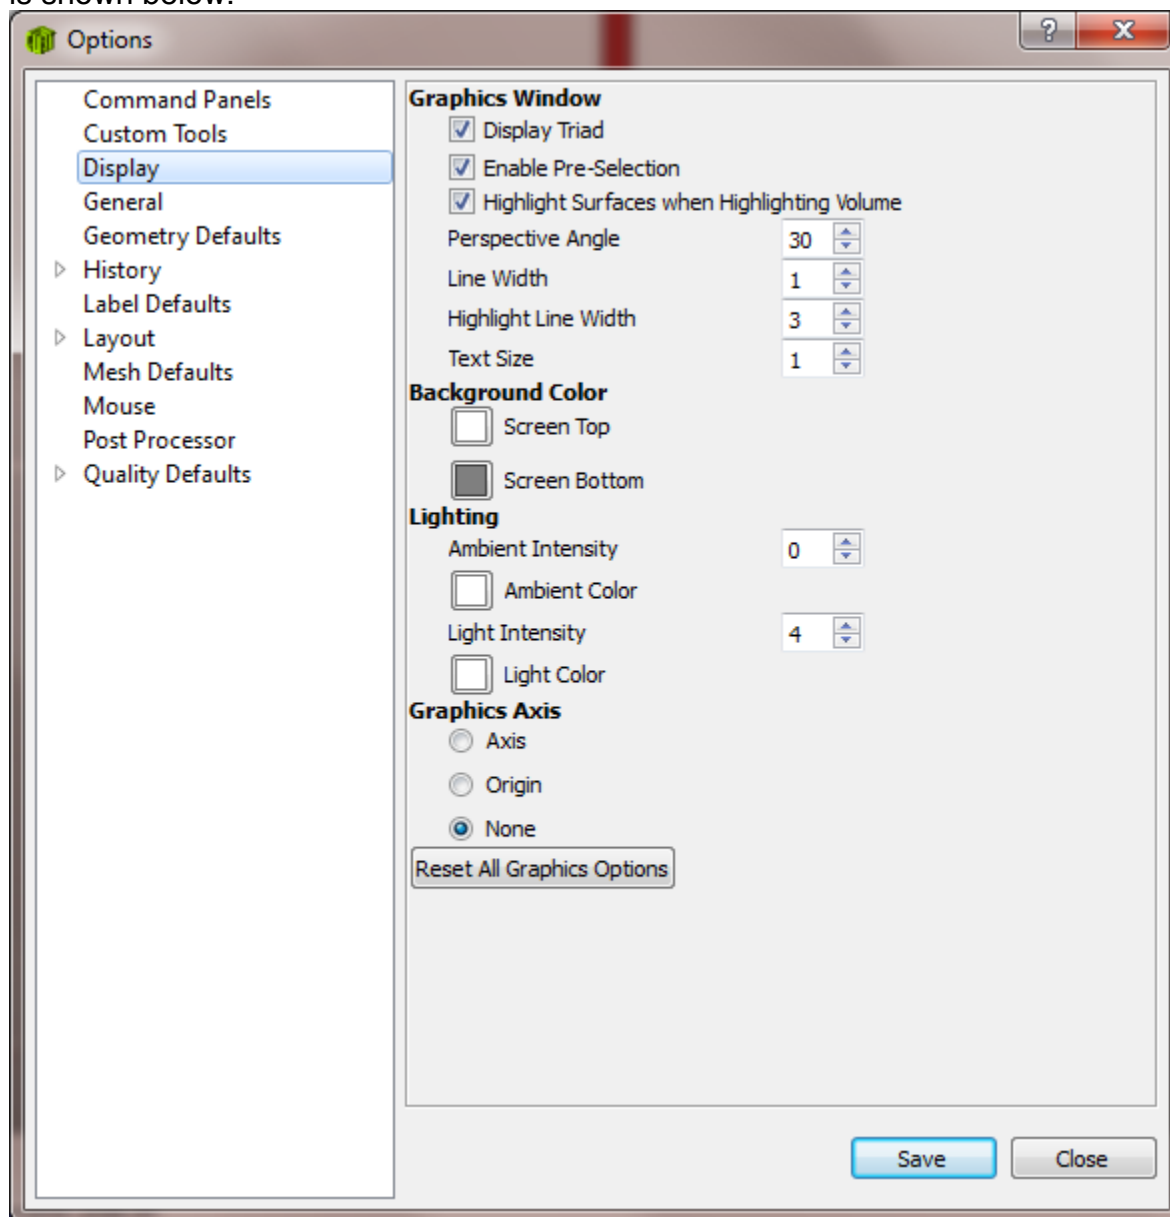 is shown below.
Options
Command Panels
Custom Tools
Display
General
Geometry Defaults
History
Label Defaults
Layout
Mesh Defaults
Mouse
Post Processor
Quality Defaults
Graphics Window
Display Triad
Enable Pre-Selection
Highlight Surfaces when Highlighting Volume
Perspective Angle 30
Line Width 1
Highlight Line Width 3
Text Size 1
Background Color
Screen Top
Screen Bottom
Lighting
Ambient Intensity 0
Ambient Color
Light Intensity 4
Light Color
Graphics Axis
Axis
Origin
None
Reset All Graphics Options
Save Close